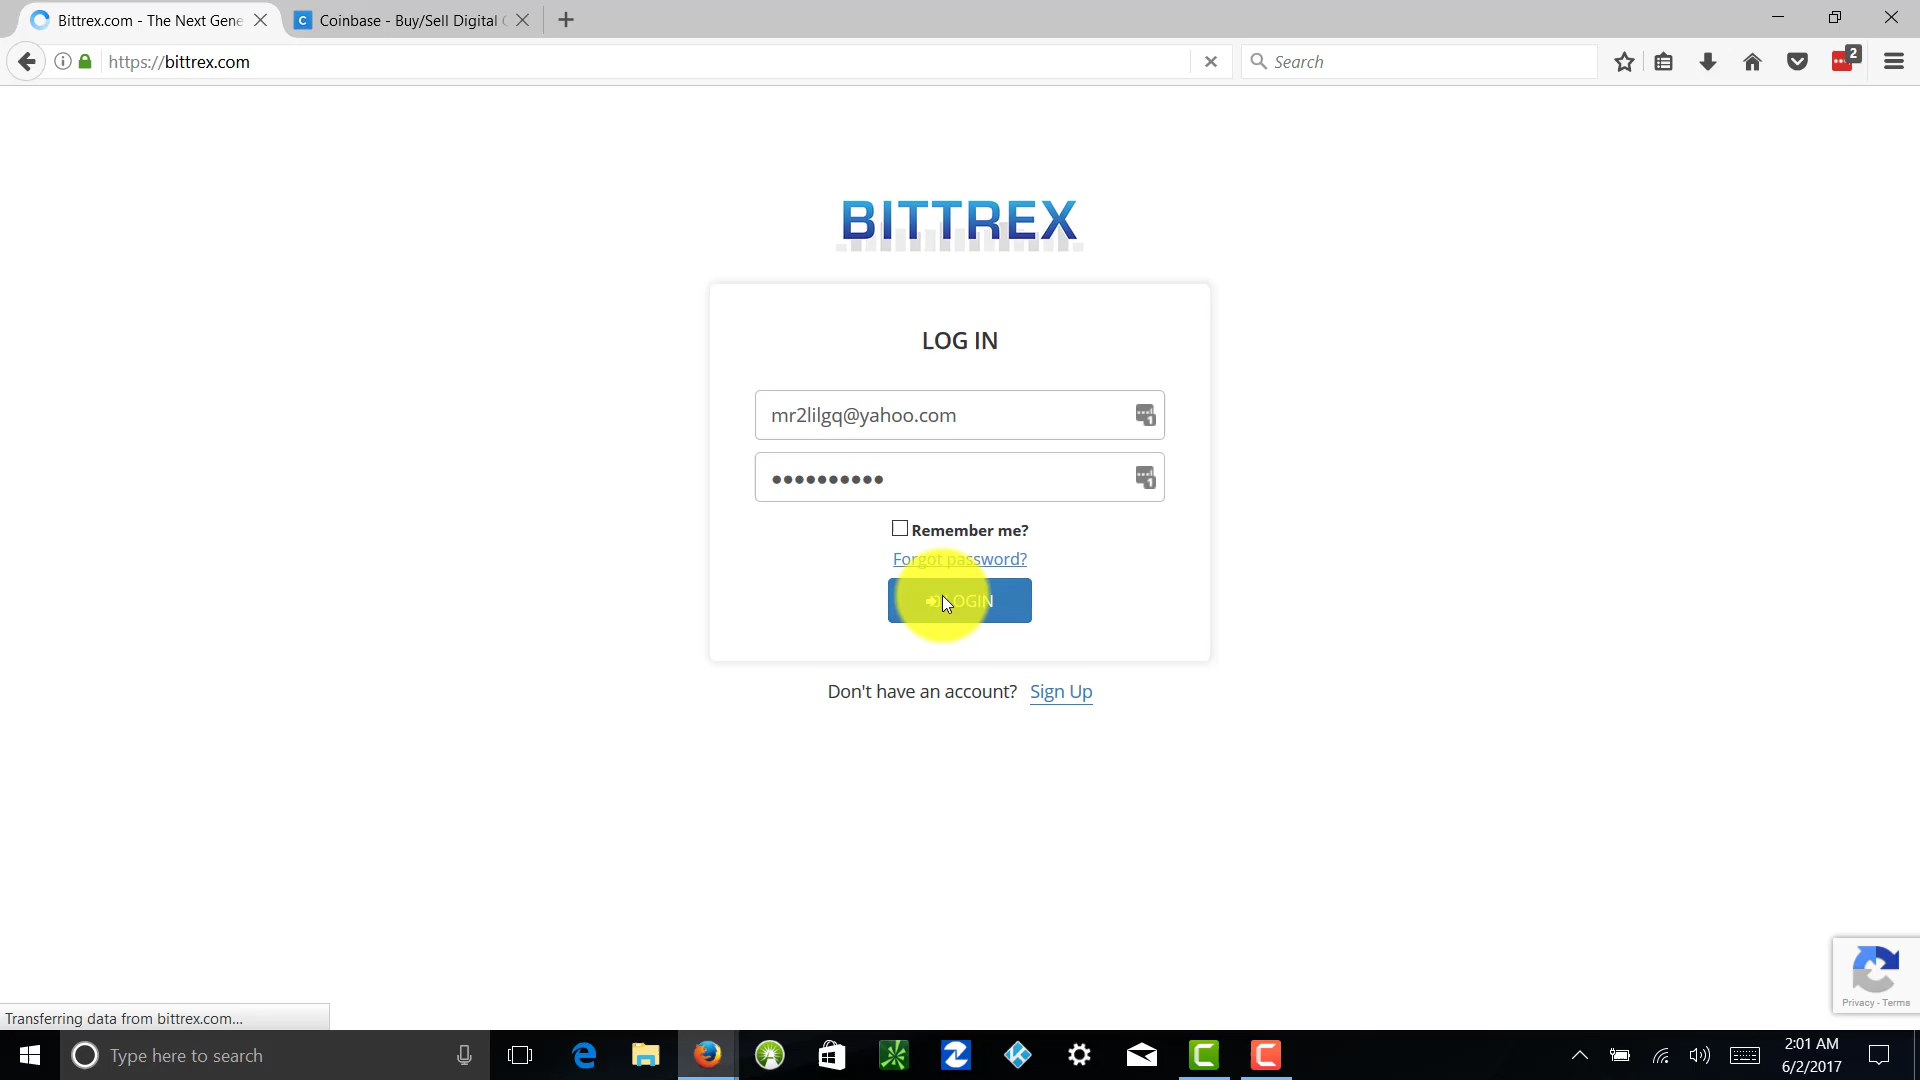 Bittrex.com - The Next Gene
Coinbase - Buy/Sell Digital
https://bittrex.com
Search
2
BITTREX
LOG IN
mr2lilgq@yahoo.com
Remember me?
Forgot password?
LOGIN
Don't have an account? Sign Up
Privacy - Terms
Transferring data from bittrex.com...
Type here to search
2:01 AM
6/2/2017